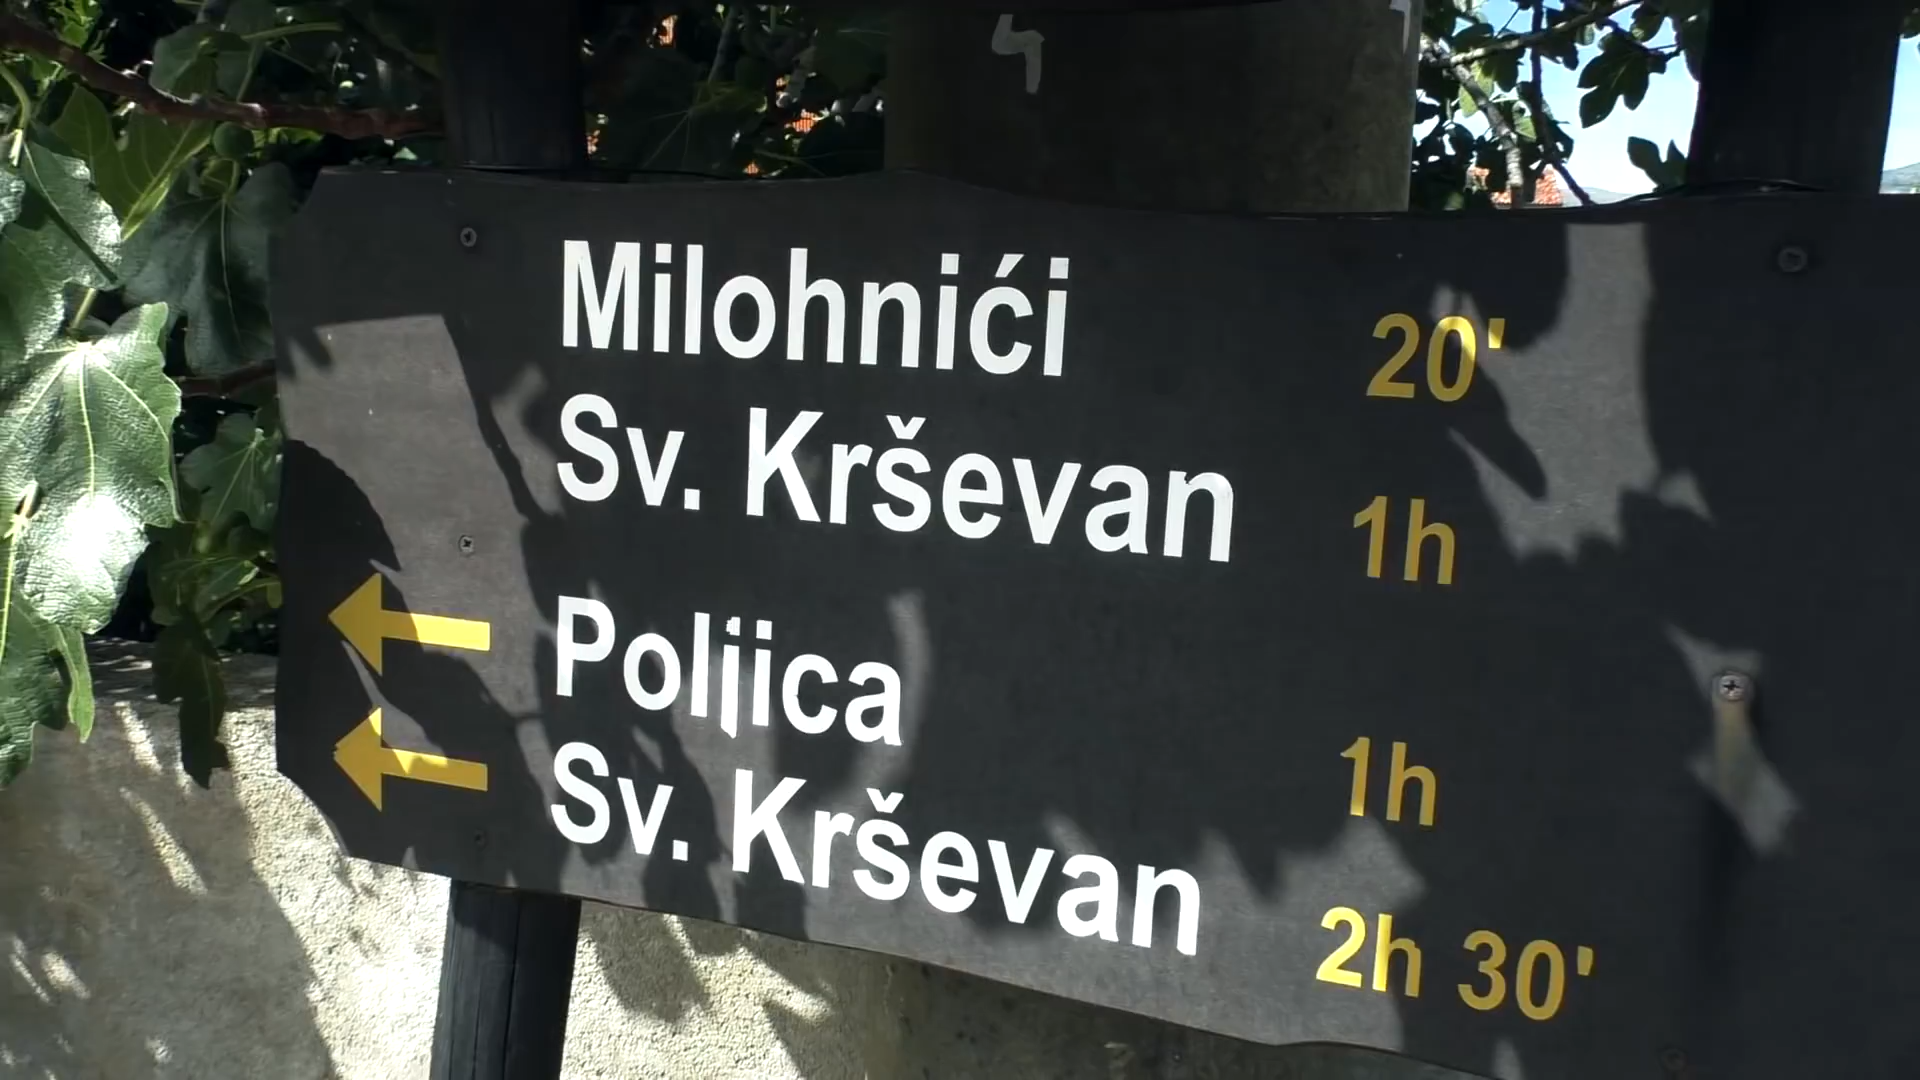 Milohnići 20'
Sv. Krševan 1h
Poljica 1h
Sv. Krševan 2h 30'